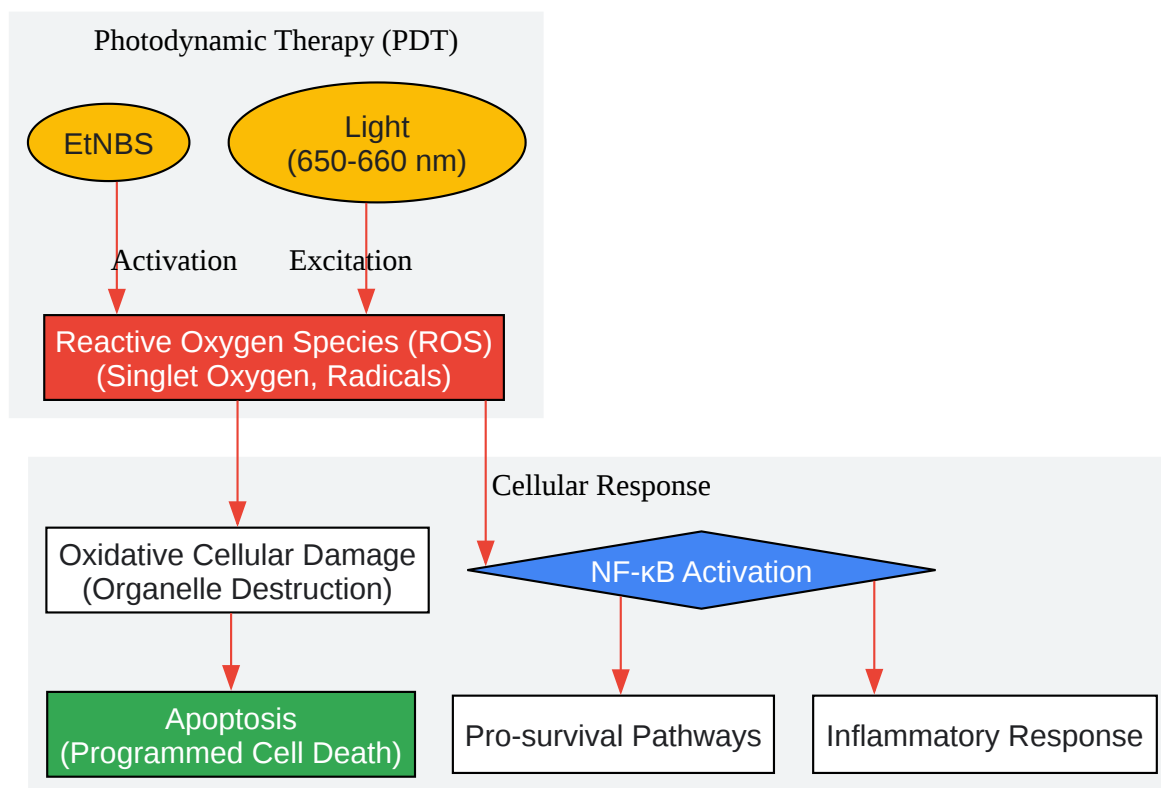 Photodynamic Therapy (PDT)
EtNBS
Light
(650-660 nm)
Activation
Excitation
Reactive Oxygen Species (ROS)
(Singlet Oxygen, Radicals)
Cellular Response
Oxidative Cellular Damage
(Organelle Destruction)
NF-κB Activation
Apoptosis
(Programmed Cell Death)
Pro-survival Pathways
Inflammatory Response